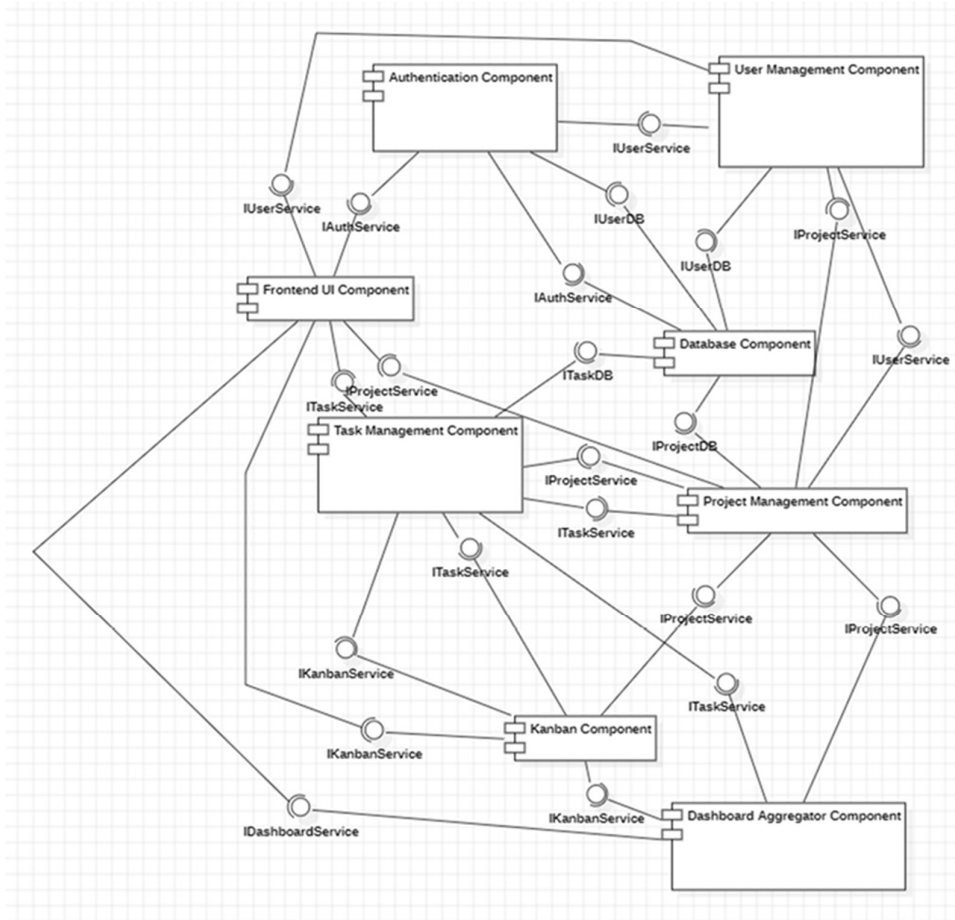 User Management Component
Authentication Component
IUserService
IUserService
IAuthService
IUserDB
IProjectService
IUserDB
Frontend UI Component
IAuthService
Database Component
IUserService
ITaskDB
IProjectService
ITaskService
Task Management Component
IProjectDB
IProjectService
Project Management Component
ITaskService
ITaskService
IProjectService
IProjectService
IKanbanService
ITaskService
Kanban Component
IKanbanService
IKanbanService
Dashboard Aggregator Component
IDashboardService